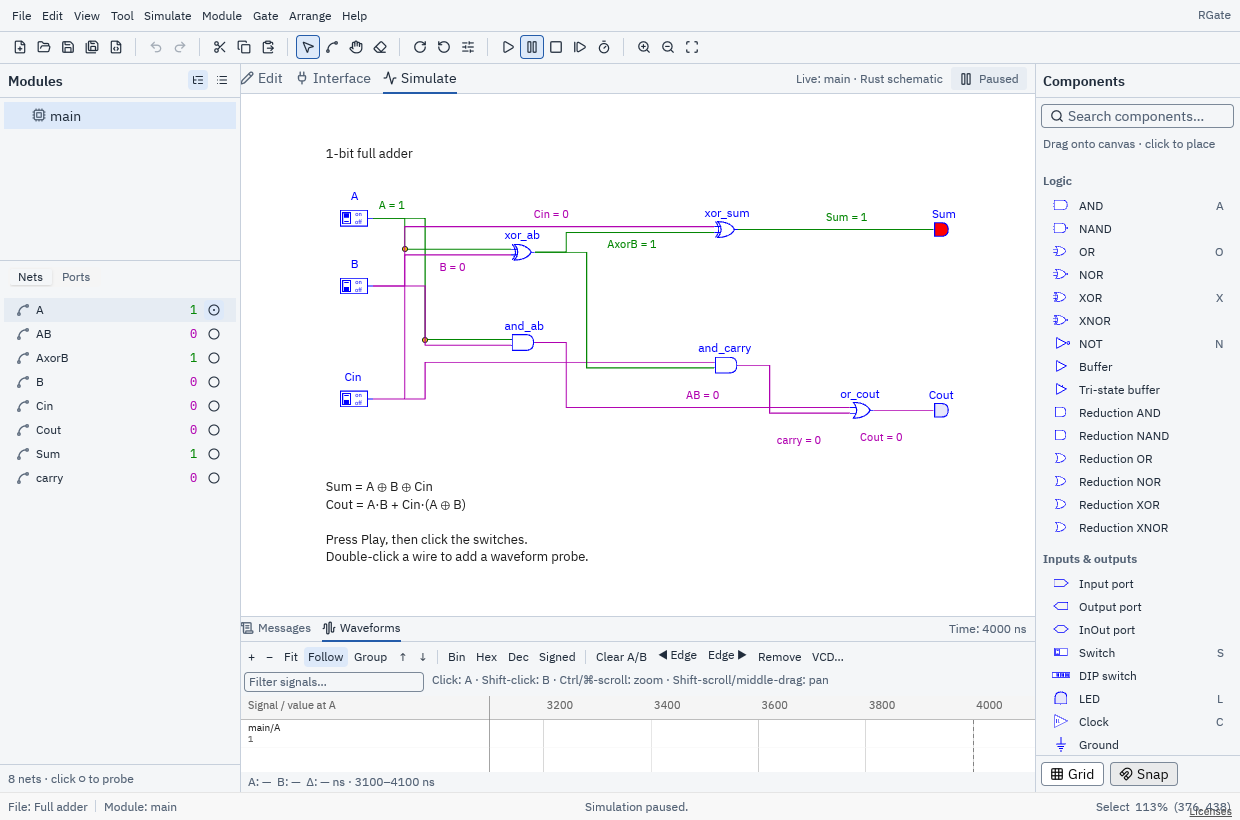 File Edit View Tool Simulate Module Gate Arrange Help
RGate
Modules
main
Nets Ports
A 1
AB 0
AxorB 1
B 0
Cin 0
Cout 0
Sum 1
carry 0
8 nets · click o to probe
Edit Interface Simulate
Live: main · Rust schematic Paused
1-bit full adder
A
on
off
A = 1
Cin = 0
xor_sum
Sum = 1
Sum
xor_ab
AxorB = 1
B
on
off
B = 0
and_ab
and_carry
Cin
on
off
AB = 0
or_cout
Cout
carry = 0
Cout = 0
Sum = A ⊕ B ⊕ Cin
Cout = A·B + Cin·(A ⊕ B)
Press Play, then click the switches.
Double-click a wire to add a waveform probe.
Messages Waveforms
Time: 4000 ns
+ − Fit Follow Group ↑ ↓ Bin Hex Dec Signed Clear A/B ◀ Edge Edge ▶ Remove VCD...
Filter signals... Click: A · Shift-click: B · Ctrl/⌘-scroll: zoom · Shift-scroll/middle-drag: pan
Signal / value at A 3200 3400 3600 3800 4000
main/A
1
A: — B: — Δ: — ns · 3100–4100 ns
Components
Search components...
Drag onto canvas · click to place
Logic
AND A
NAND
OR O
NOR
XOR X
XNOR
NOT N
Buffer
Tri-state buffer
Reduction AND
Reduction NAND
Reduction OR
Reduction NOR
Reduction XOR
Reduction XNOR
Inputs & outputs
Input port
Output port
InOut port
Switch S
DIP switch
LED L
Clock C
Ground
Grid Snap
File: Full adder Module: main
Simulation paused.
Select 113% (376, 438)
Licenses